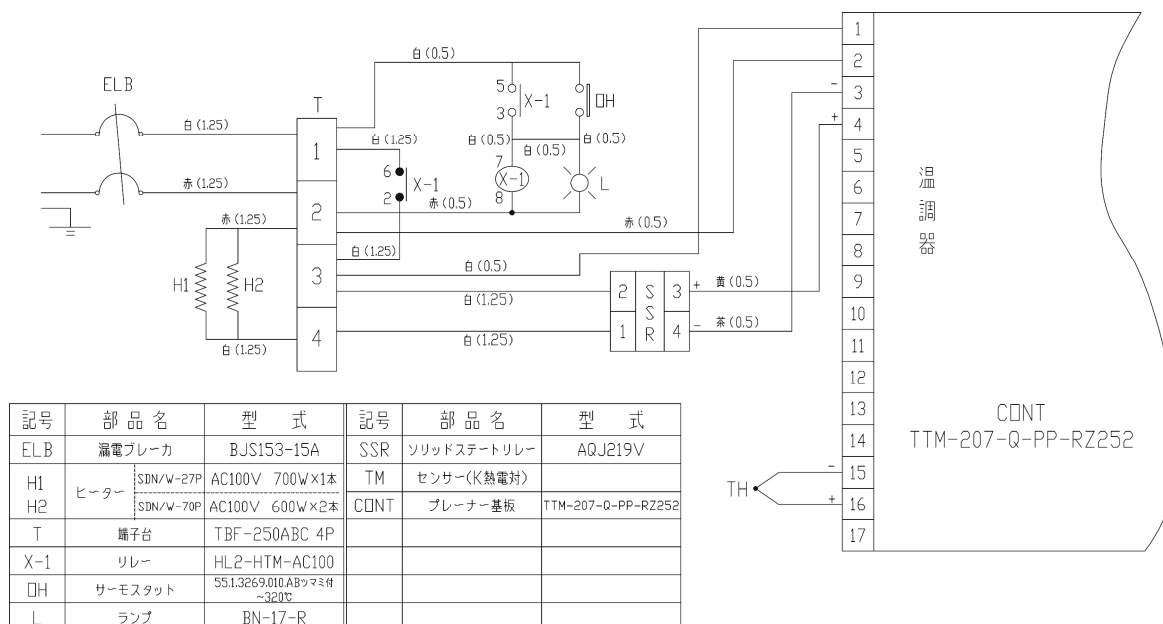 ELB
白(1.25)
赤(1.25)
T
1
2
3
4
白(0.5)
白(1.25)
6
2
X-1
5
3
X-1
OH
白(0.5)
白(0.5)
白(0.5)
7
X-1
8
L
赤(0.5)
赤(0.5)
赤(1.25)
H1
H2
白(1.25)
白(1.25)
白(0.5)
白(1.25)
白(1.25)
2
1
SSR
3
4
+
黄(0.5)
-
茶(0.5)
1
2
-
3
+
4
5
6
7
8
9
10
11
12
13
14
-
15
+
16
17
温調器
CONT
TTM-207-Q-PP-RZ252
TH
記号 部品名 型 式 記号 部品名 型 式
ELB 漏電ブレーカ BJS153-15A SSR ソリッドステートリレー AQJ219V
H1 H2 ヒーター SDN/W-27P AC100V 700W×1本 TM センサー(K熱電対)
SDN/W-70P AC100V 600W×2本 CONT プレーナー基板 TTM-207-Q-PP-RZ252
T 端子台 TBF-250ABC 4P
X-1 リレー HL2-HTM-AC100
OH サーモスタット 55.1.3269.010.ABツマミ付
~320℃
L ランプ BN-17-R